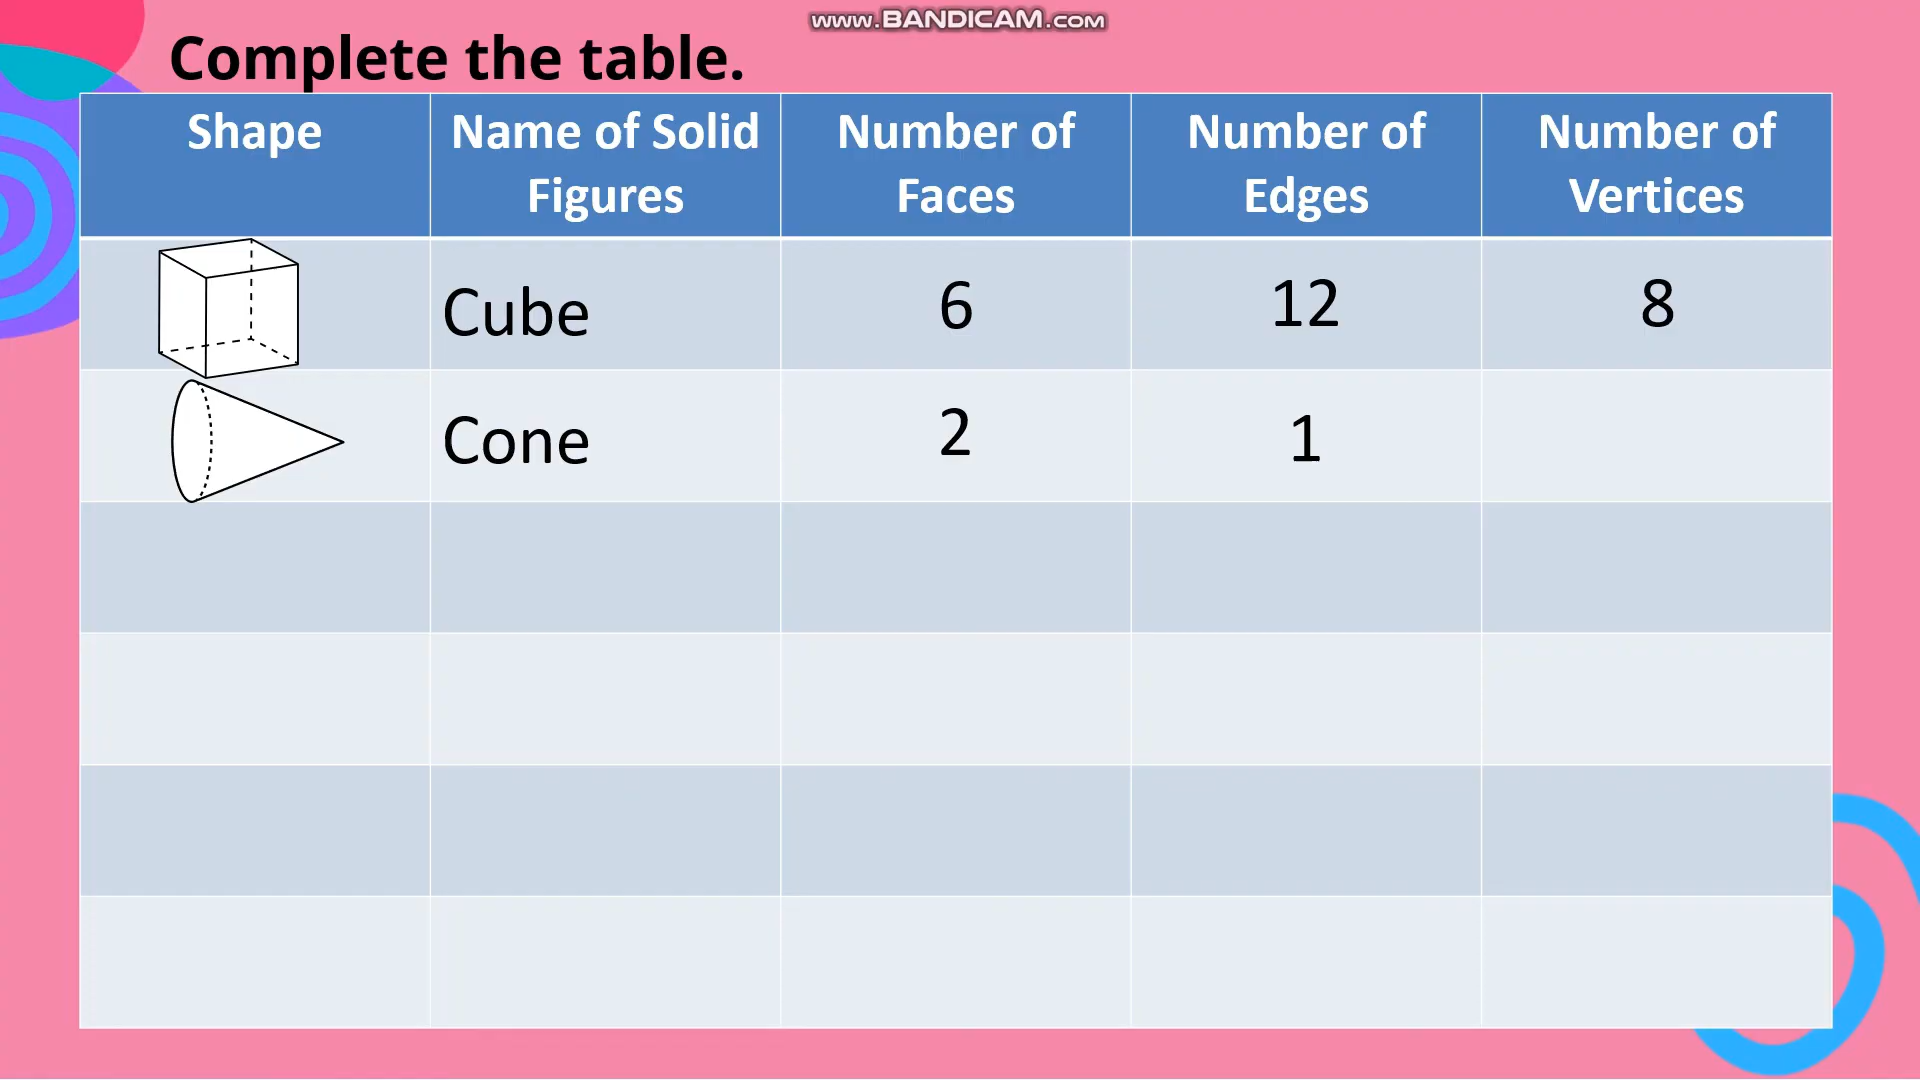 www.BANDICAM.com
Complete the table.
Shape
Name of Solid
Figures
Number of
Faces
Number of
Edges
Number of
Vertices
Cube
6
12
8
Cone
2
1